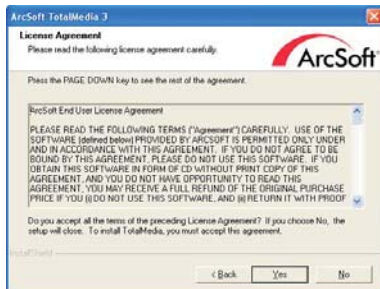 ArcSoft TotalMedia 3
License Agreement
Please read the following license agreement carefully.
ArcSoft
Press the PAGE DOWN key to see the rest of the agreement.
ArcSoft End User License Agreement
PLEASE READ THE FOLLOWING TERMS ("Agreement") CAREFULLY. USE OF THE
SOFTWARE (defined below) PROVIDED BY ARCSOFT IS PERMITTED ONLY UNDER
AND IN ACCORDANCE WITH THIS AGREEMENT. IF YOU DO NOT AGREE TO BE
BOUND BY THIS AGREEMENT, PLEASE DO NOT USE THIS SOFTWARE. IF YOU
OBTAIN THIS SOFTWARE IN FORM OF CD WITHOUT PRINT COPY OF THIS
AGREEMENT, AND YOU DO NOT HAVE OPPORTUNITY TO READ THIS
AGREEMENT, YOU MAY RECEIVE A FULL REFUND OF THE ORIGINAL PURCHASE
PRICE IF YOU (i) DO NOT USE THIS SOFTWARE, AND (ii) RETURN IT WITH PROOF
Do you accept all the terms of the preceding License Agreement? If you choose No, the
setup will close. To install TotalMedia, you must accept this agreement.
InstallShield
< Back
Yes
No